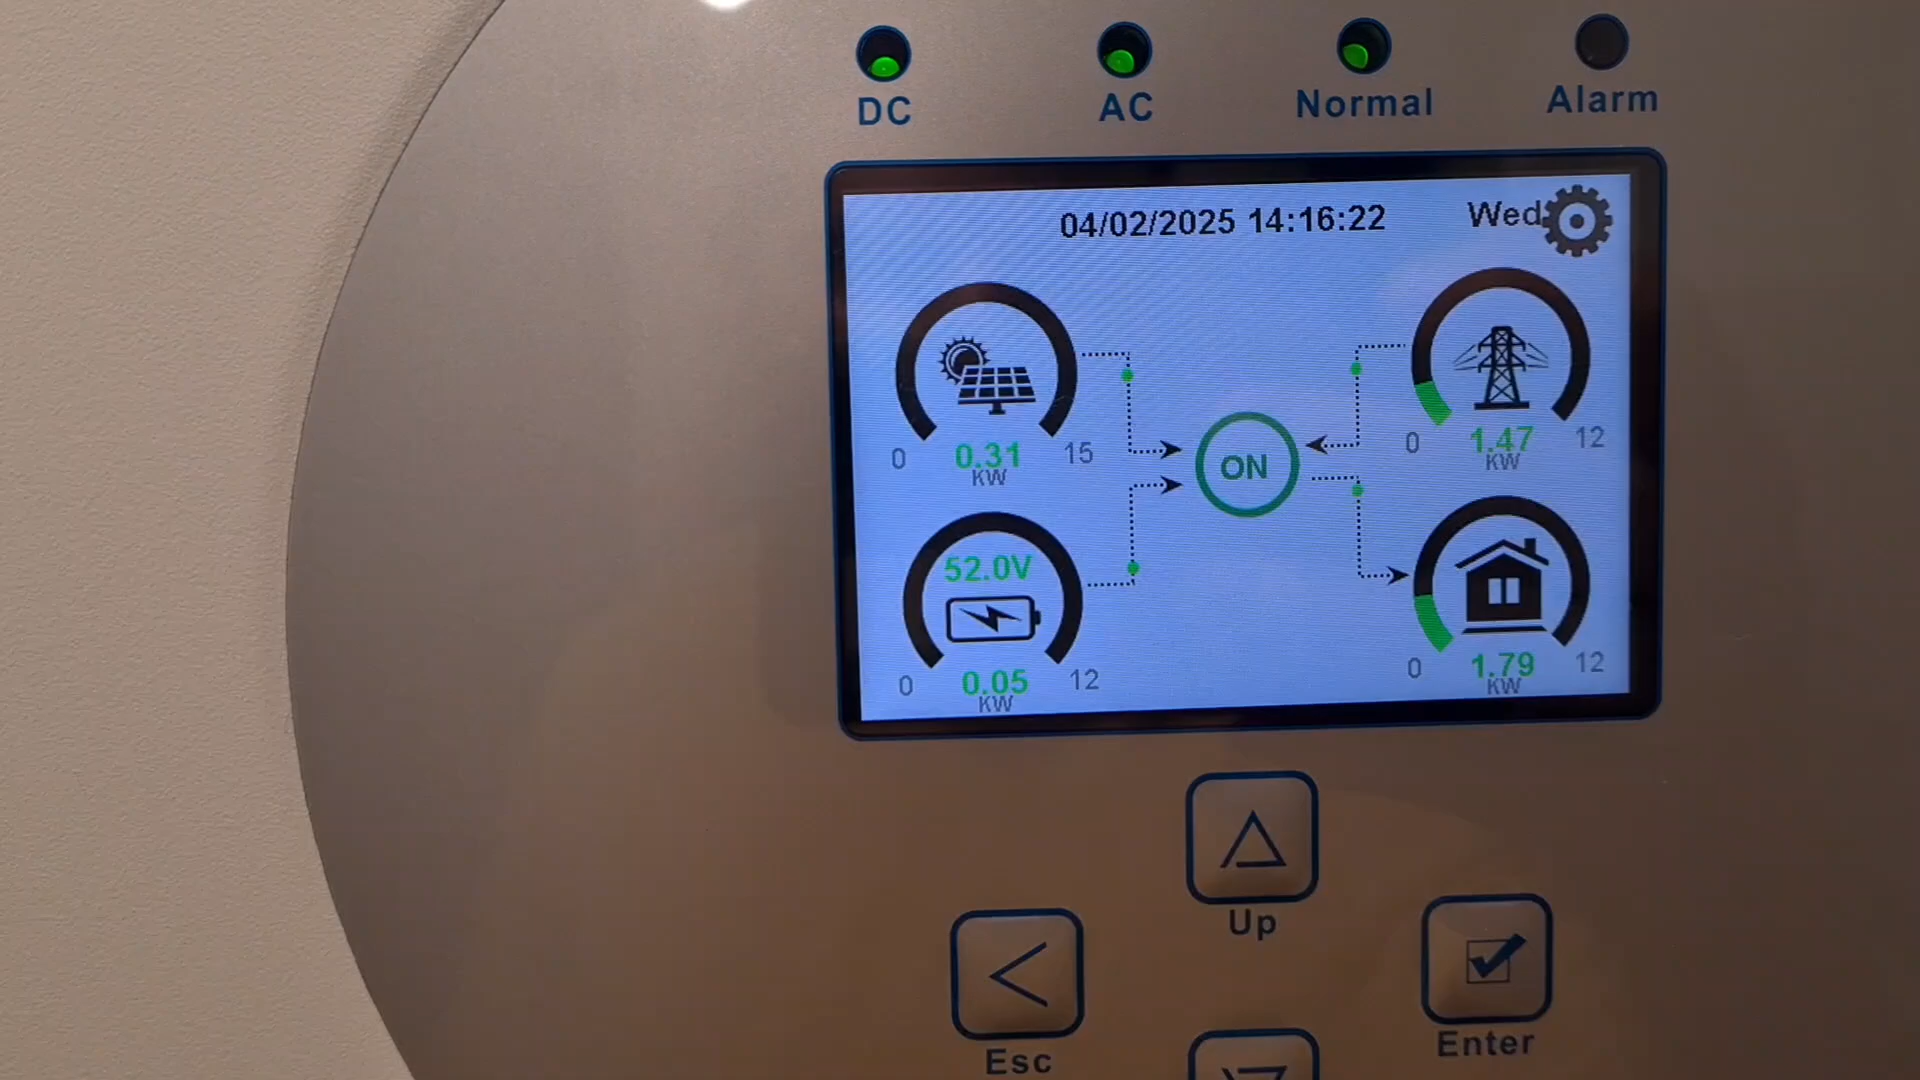 DC AC Normal Alarm
04/02/2025 14:16:22 Wed
0 0.31 15
KW
0 1.47 12
KW
ON
52.0V
0 0.05 12
KW
0 1.79 12
KW
Up
Esc
Enter